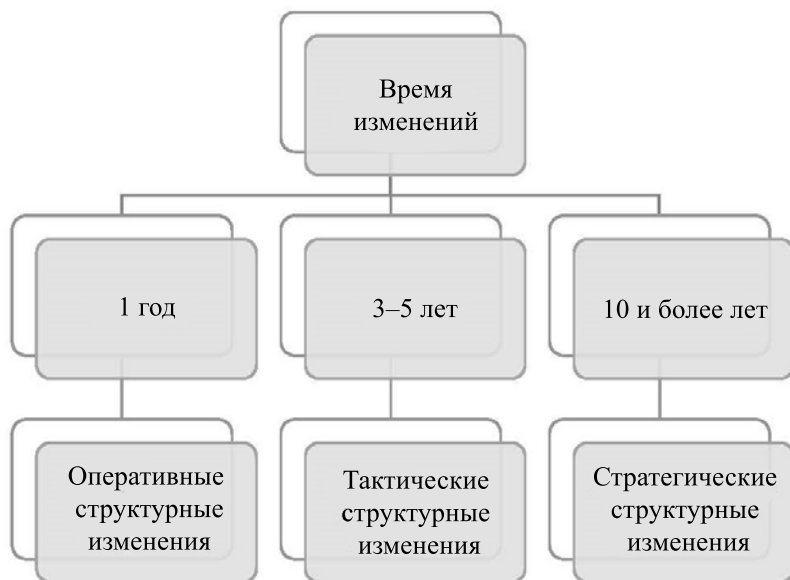 Время
изменений
1 год
3–5 лет
10 и более лет
Оперативные
структурные
изменения
Тактические
структурные
изменения
Стратегические
структурные
изменения